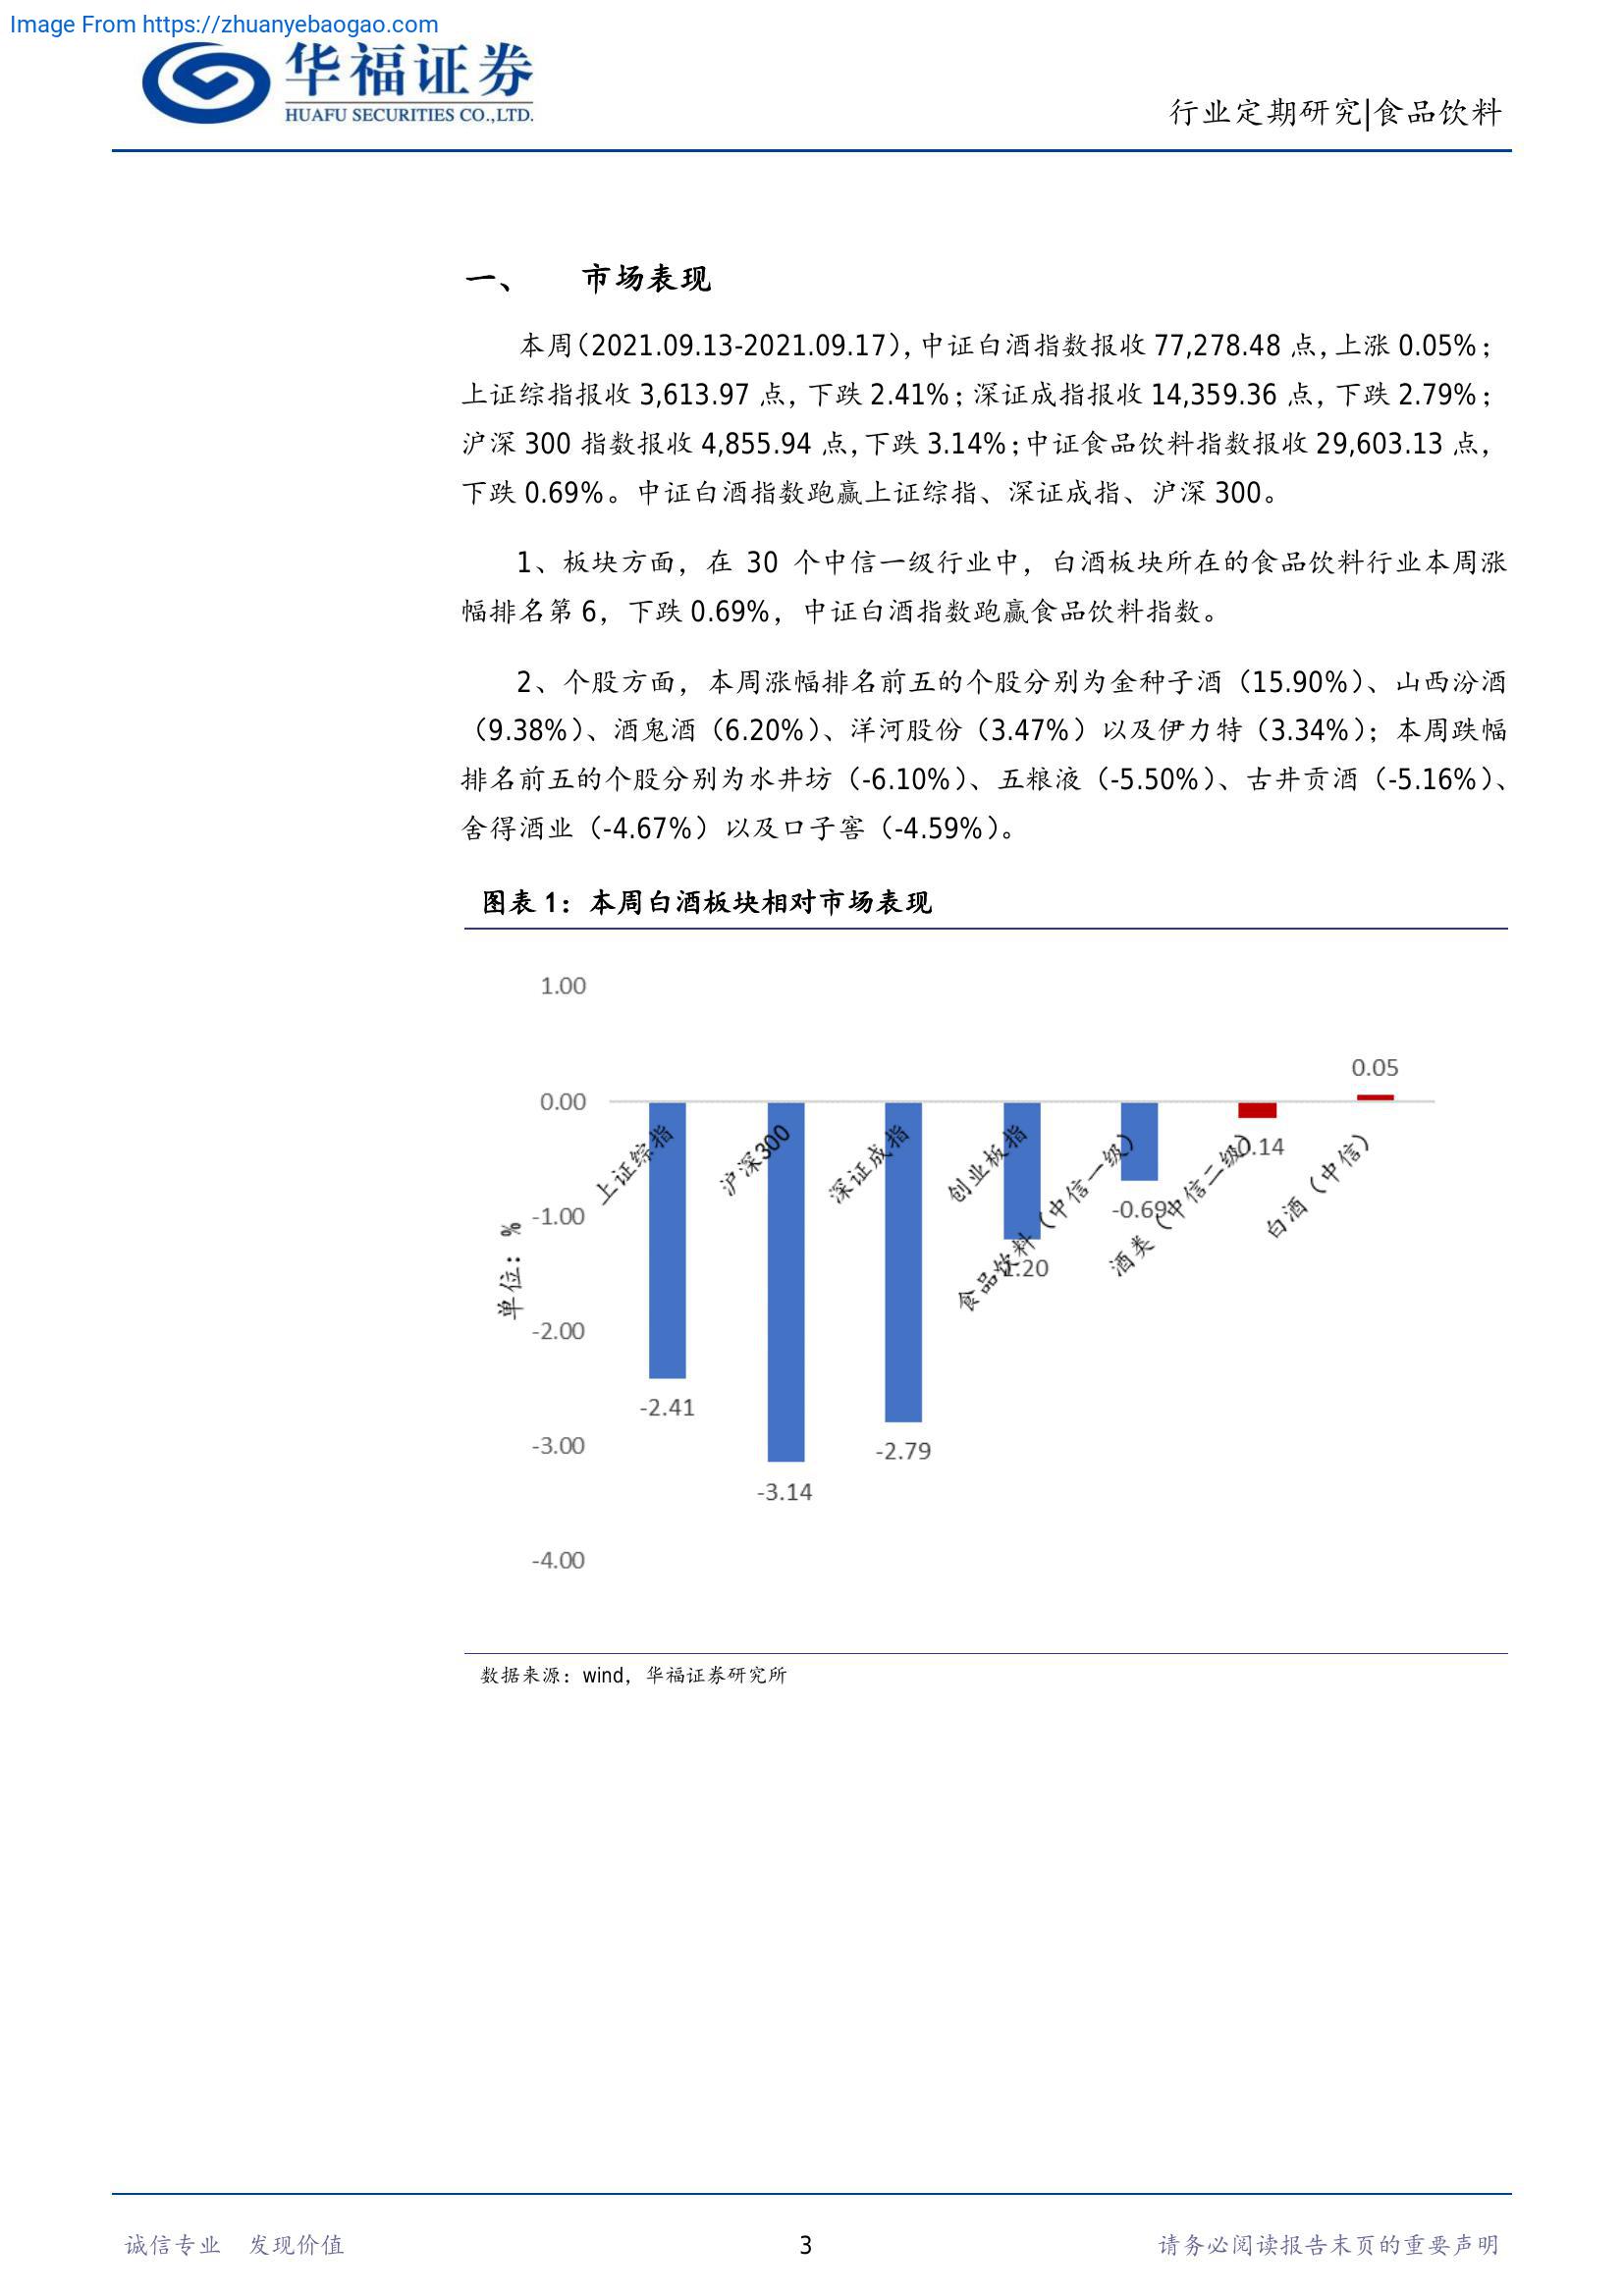 Image From https://zhuanyebaogao.com
华福证券
HUAFU SECURITIES CO.,LTD.
行业定期研究|食品饮料
一、 市场表现
本周（2021.09.13-2021.09.17），中证白酒指数报收 77,278.48 点，上涨 0.05%；
上证综指报收 3,613.97 点，下跌 2.41%；深证成指报收 14,359.36 点，下跌 2.79%；
沪深 300 指数报收 4,855.94 点，下跌 3.14%；中证食品饮料指数报收 29,603.13 点，
下跌 0.69%。中证白酒指数跑赢上证综指、深证成指、沪深 300。
1、板块方面，在 30 个中信一级行业中，白酒板块所在的食品饮料行业本周涨
幅排名第 6，下跌 0.69%，中证白酒指数跑赢食品饮料指数。
2、个股方面，本周涨幅排名前五的个股分别为金种子酒（15.90%）、山西汾酒
（9.38%）、酒鬼酒（6.20%）、洋河股份（3.47%）以及伊力特（3.34%）；本周跌幅
排名前五的个股分别为水井坊（-6.10%）、五粮液（-5.50%）、古井贡酒（-5.16%）、
舍得酒业（-4.67%）以及口子窖（-4.59%）。
图表 1：本周白酒板块相对市场表现
1.00
0.00
-1.00
-2.00
-3.00
-4.00
单位：%
上证综指
沪深300
深证成指
创业板指
食品饮料（中信一级）
酒类（中信二级）
白酒（中信）
-2.41
-3.14
-2.79
1.20
-0.69
0.14
0.05
数据来源：wind，华福证券研究所
诚信专业 发现价值
3
请务必阅读报告末页的重要声明